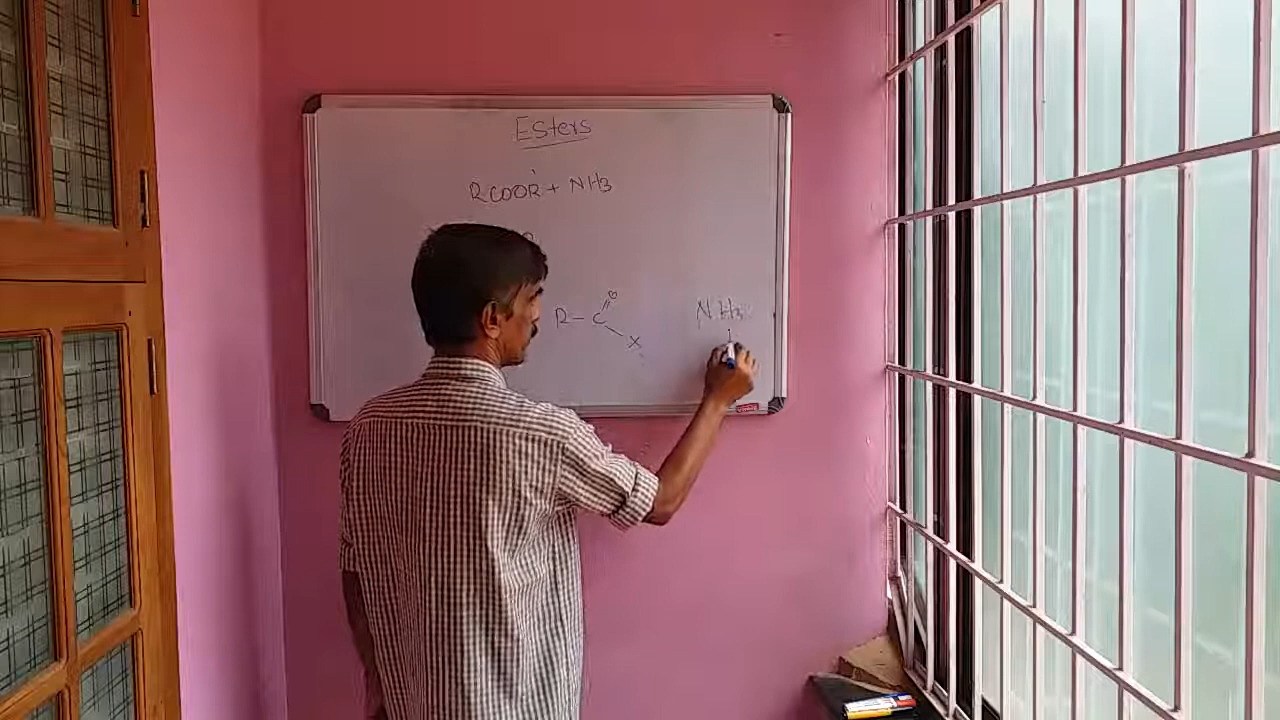 Esters
RCOOR' + NH3
O
R - C
X
NH3